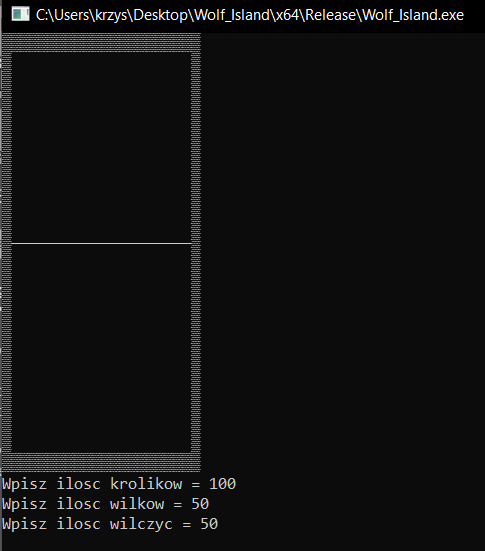 C:\Users\krzys\Desktop\Wolf_Island\x64\Release\Wolf_Island.exe
Wpisz ilosc krolikow = 100
Wpisz ilosc wilkow = 50
Wpisz ilosc wilczyc = 50